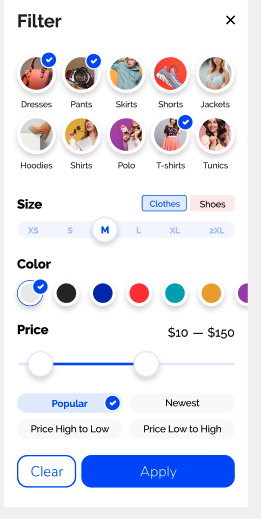 Filter
Dresses Pants Skirts Shorts Jackets
Hoodies Shirts Polo T-shirts Tunics
Size Clothes Shoes
XS S M L XL 2XL
Color
Price $10 — $150
Popular Newest
Price High to Low Price Low to High
Clear Apply